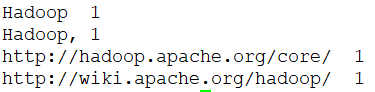 Hadoop  1
Hadoop, 1
http://hadoop.apache.org/core/  1
http://wiki.apache.org/hadoop/  1